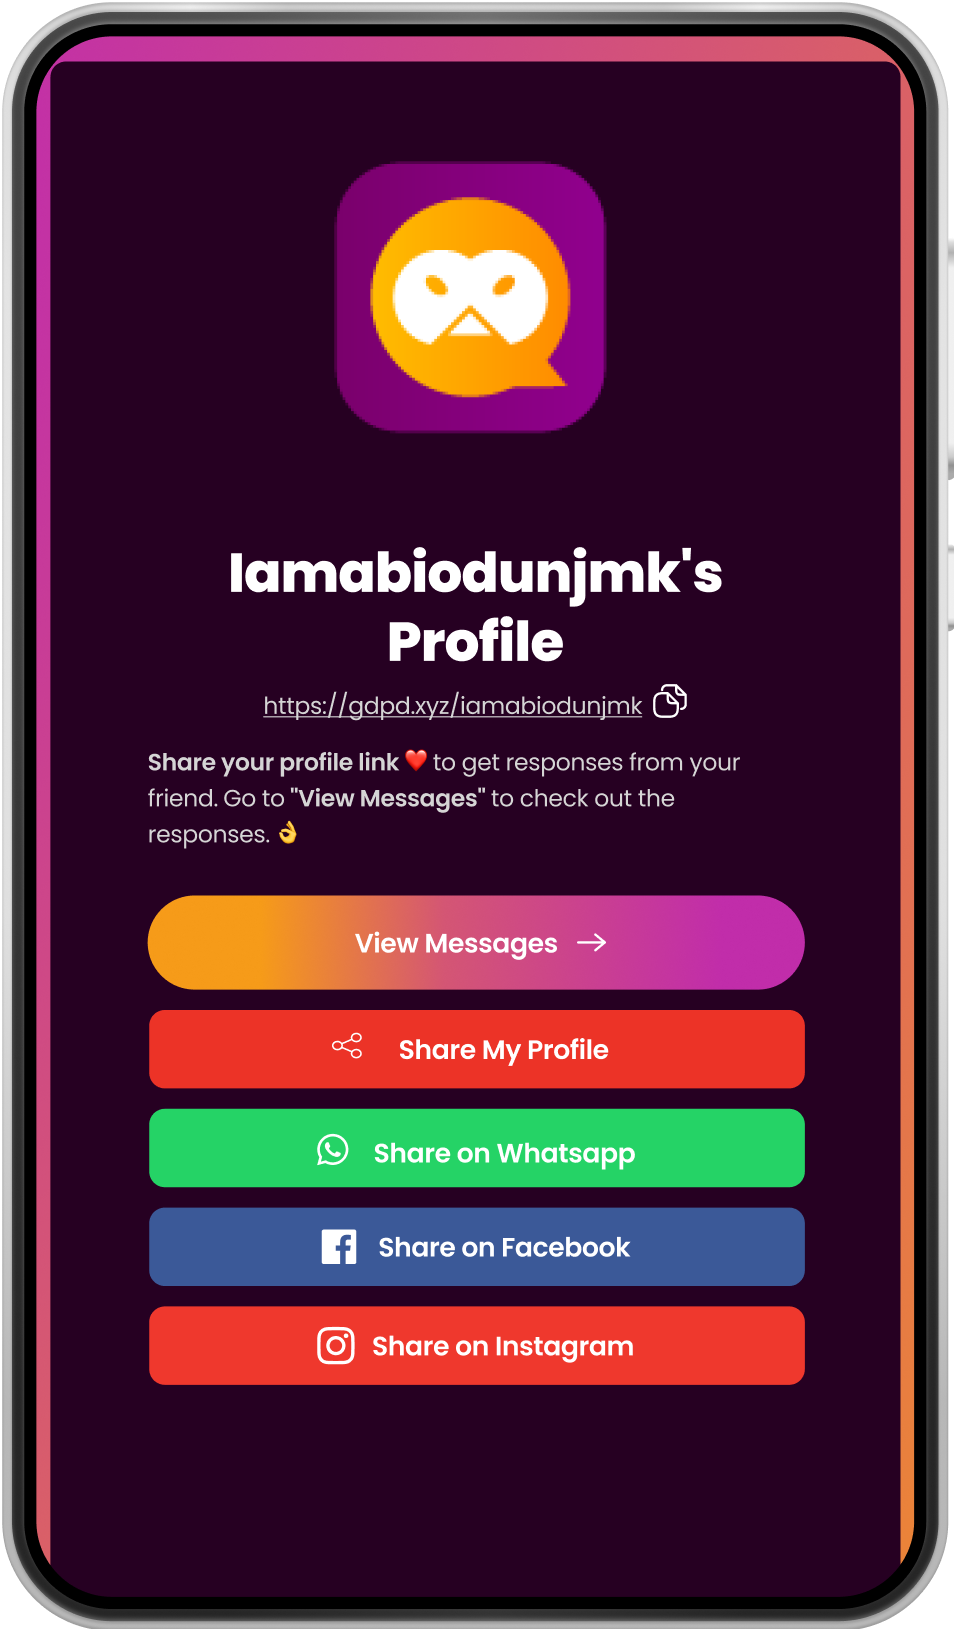 Iamabiodunjmk's
Profile
https://gdpd.xyz/iamabiodunjmk
Share your profile link ❤️ to get responses from your
friend. Go to "View Messages" to check out the
responses. 👌
View Messages →
Share My Profile
Share on Whatsapp
Share on Facebook
Share on Instagram